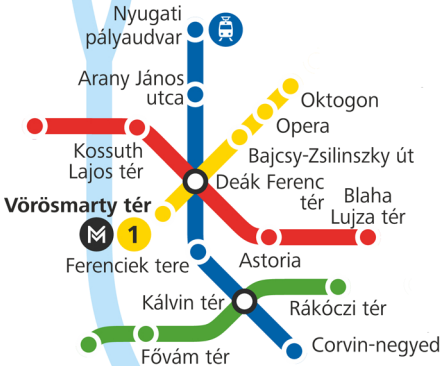 Nyugati
pályaudvar
Arany János
utca
Oktogon
Opera
Bajcsy-Zsilinszky út
Kossuth
Lajos tér
Deák Ferenc
tér
Blaha
Lujza tér
Vörösmarty tér
M 1
Ferenciek tere
Astoria
Kálvin tér
Rákóczi tér
Fővám tér
Corvin-negyed